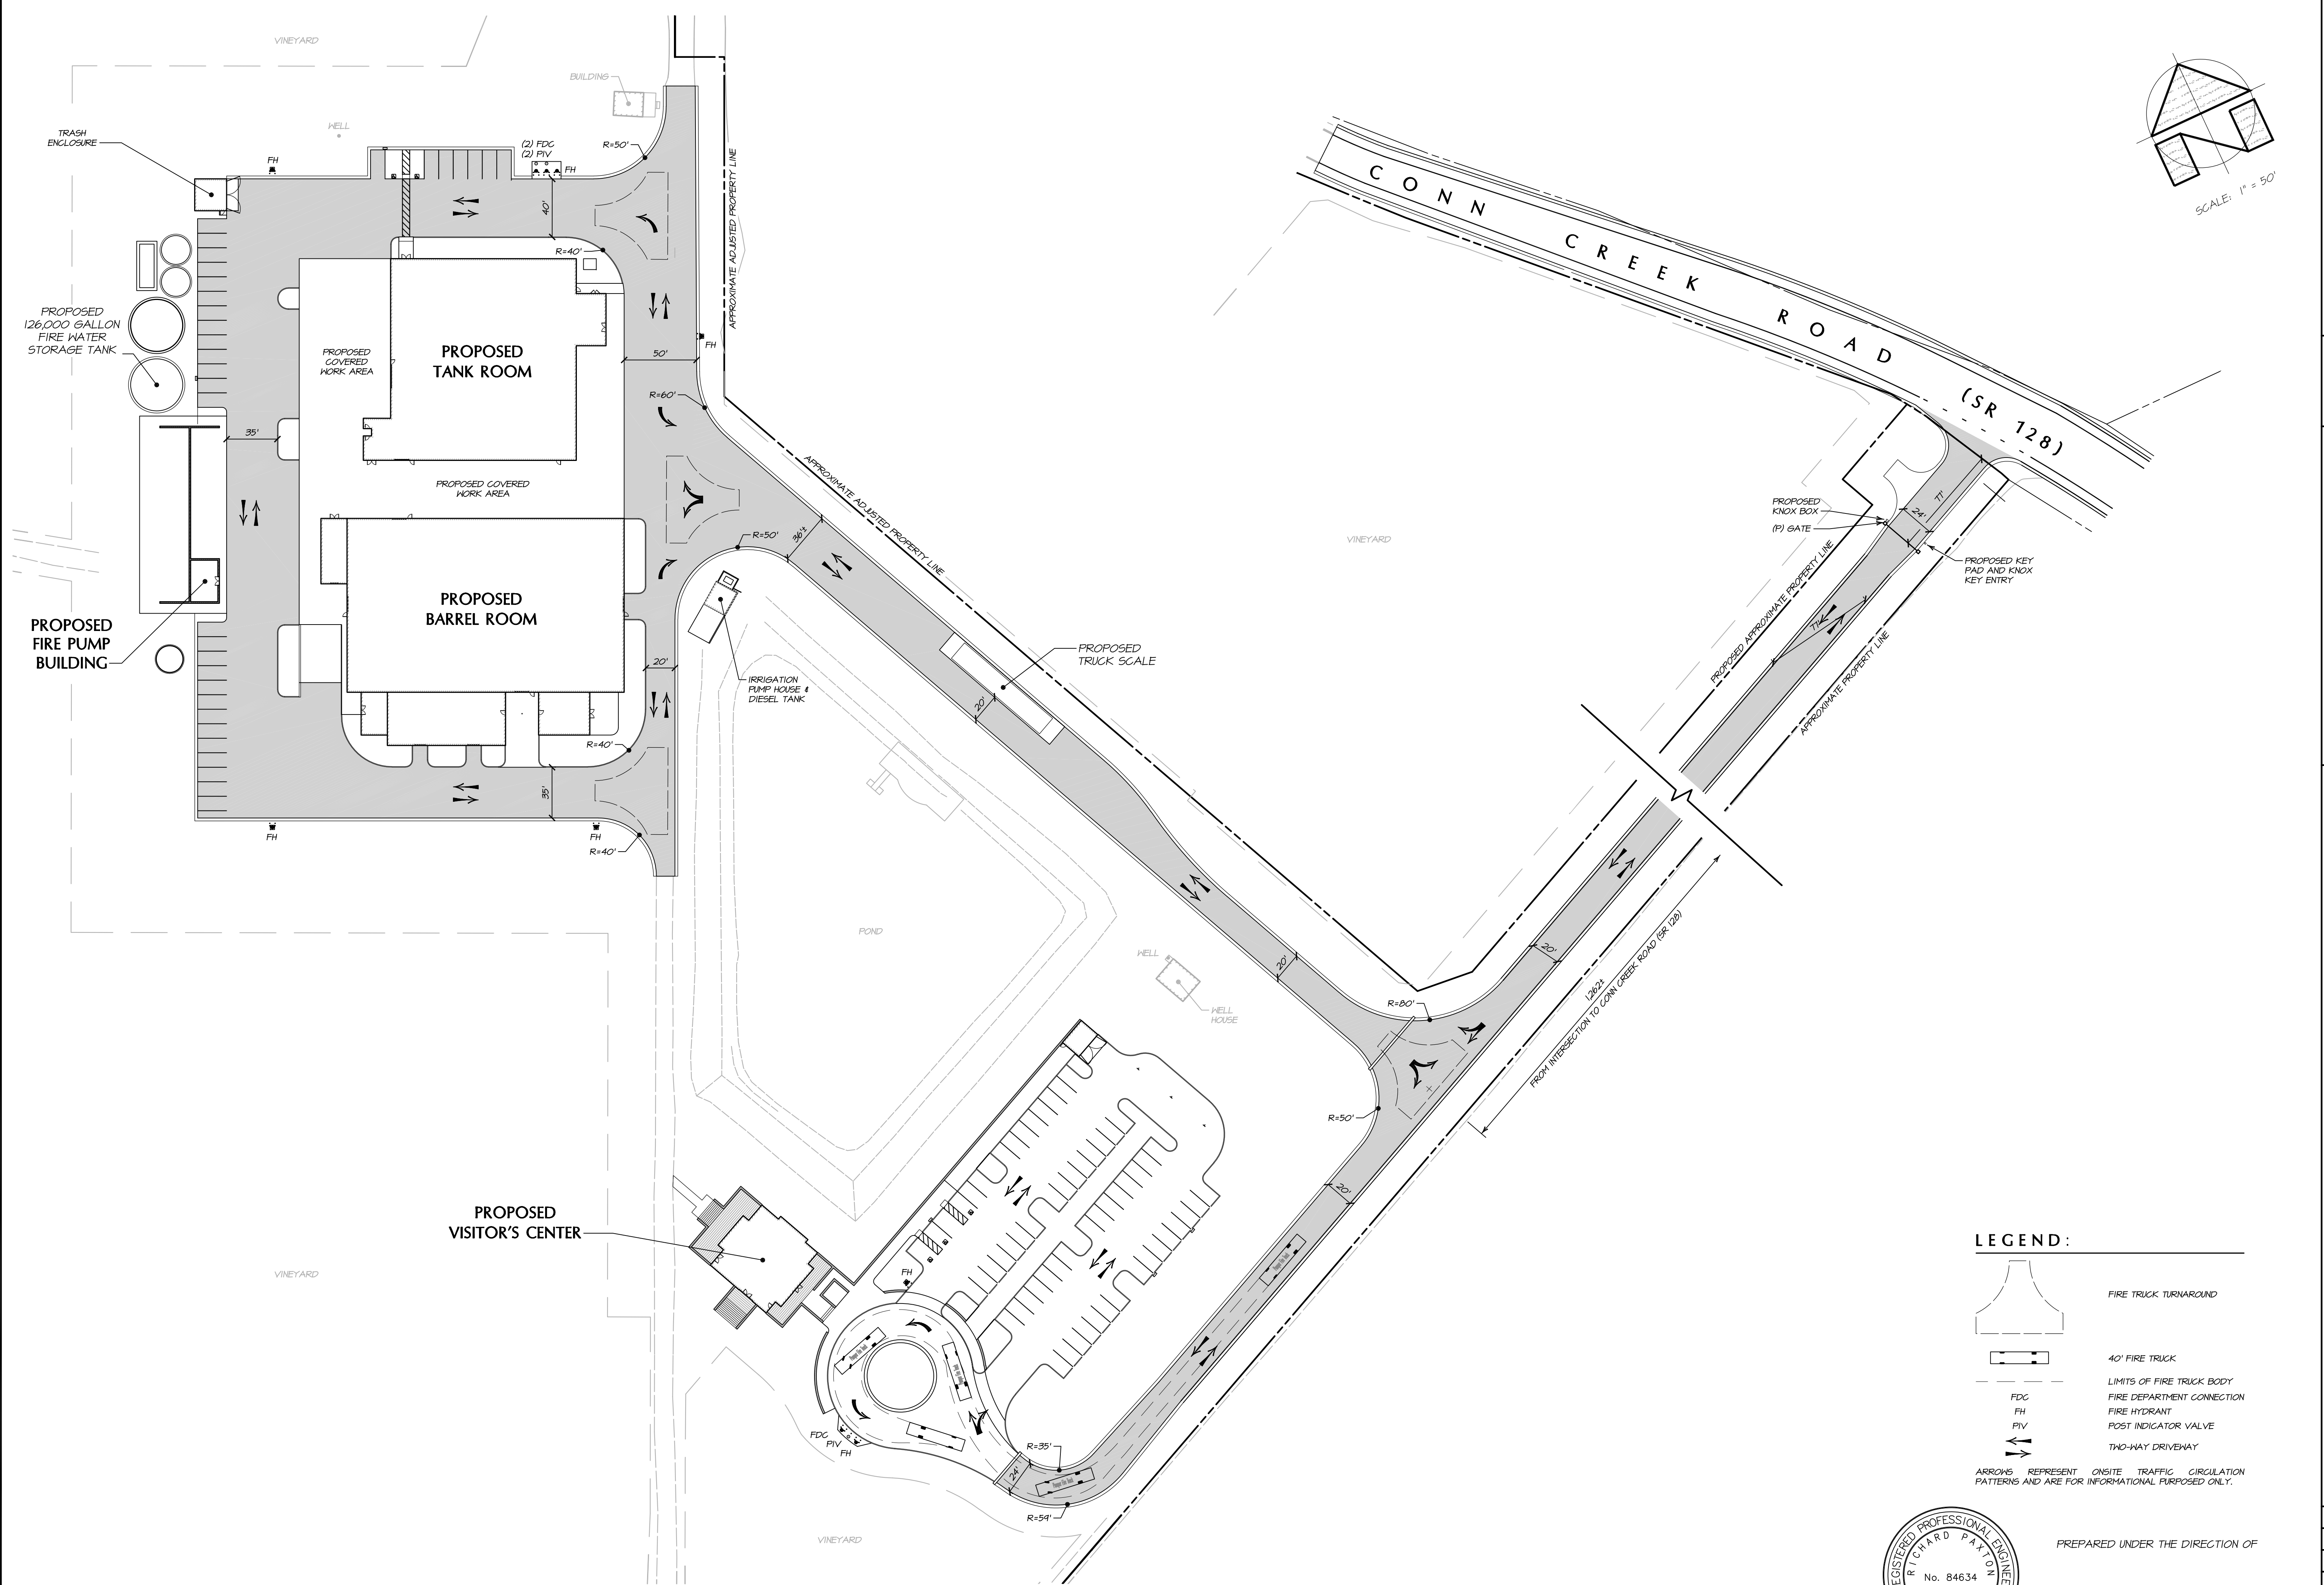 VINEYARD
BUILDING
TRASH
ENCLOSURE
WELL
FH
(2) FDC
(2) PIV
FH
R=50'
40'
R=40'
APPROXIMATE ADJUSTED PROPERTY LINE
PROPOSED
126,000 GALLON
FIRE WATER
STORAGE TANK
PROPOSED
COVERED
WORK AREA
PROPOSED
TANK ROOM
FH
50'
R=60'
35'
PROPOSED COVERED
WORK AREA
APPROXIMATE ADJUSTED PROPERTY LINE
R=50'
36'±
PROPOSED
BARREL ROOM
PROPOSED
FIRE PUMP
BUILDING
20'
IRRIGATION
PUMP HOUSE &
DIESEL TANK
PROPOSED
TRUCK SCALE
20'
R=40'
35'
FH
FH
R=40'
CONN CREEK ROAD (SR 128)
SCALE: 1" = 50'
VINEYARD
PROPOSED
KNOX BOX
(P) GATE
77'
24'
PROPOSED KEY
PAD AND KNOX
KEY ENTRY
77'
PROPOSED APPROXIMATE PROPERTY LINE
APPROXIMATE PROPERTY LINE
POND
WELL
WELL
HOUSE
20'
R=80'
20'
1,262±
FROM INTERSECTION TO CONN CREEK ROAD (SR 128)
R=50'
20'
PROPOSED
VISITOR'S CENTER
VINEYARD
FH
FDC
PIV
FH
R=35'
24'
R=59'
VINEYARD
LEGEND:
FIRE TRUCK TURNAROUND
40' FIRE TRUCK
LIMITS OF FIRE TRUCK BODY
FDC FIRE DEPARTMENT CONNECTION
FH FIRE HYDRANT
PIV POST INDICATOR VALVE
TWO-WAY DRIVEWAY
ARROWS REPRESENT ONSITE TRAFFIC CIRCULATION
PATTERNS AND ARE FOR INFORMATIONAL PURPOSED ONLY.
REGISTERED PROFESSIONAL ENGINEER
RICHARD PAXTON
No. 84634
PREPARED UNDER THE DIRECTION OF